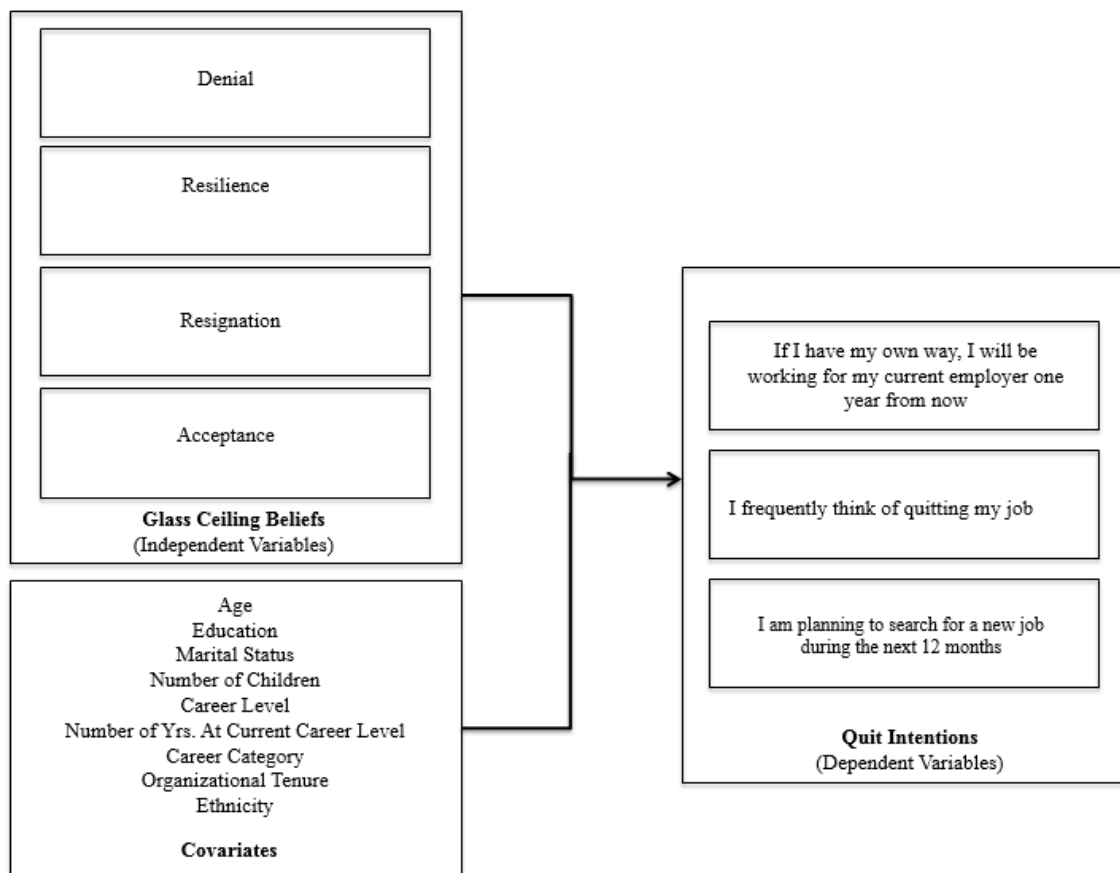 Denial
Resilience
Resignation
Acceptance
Glass Ceiling Beliefs
(Independent Variables)
Age
Education
Marital Status
Number of Children
Career Level
Number of Yrs. At Current Career Level
Career Category
Organizational Tenure
Ethnicity
Covariates
If I have my own way, I will be
working for my current employer one
year from now
I frequently think of quitting my job
I am planning to search for a new job
during the next 12 months
Quit Intentions
(Dependent Variables)